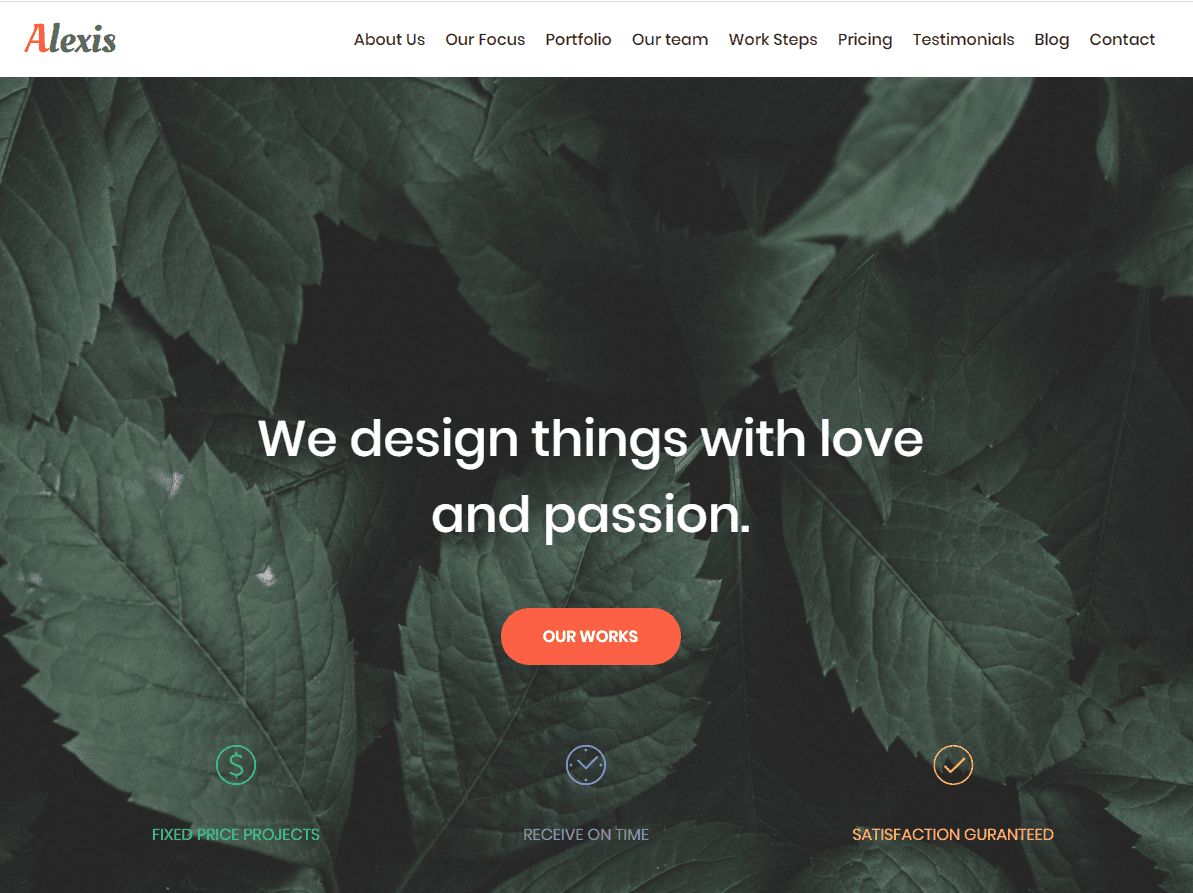 Alexis
About Us Our Focus Portfolio Our team Work Steps Pricing Testimonials Blog Contact
We design things with love
and passion.
OUR WORKS
$
FIXED PRICE PROJECTS RECEIVE ON TIME SATISFACTION GURANTEED